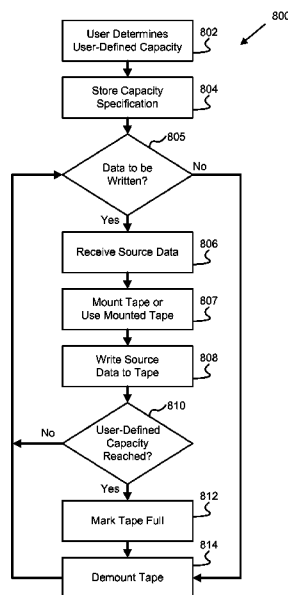 800
User Determines
User-Defined Capacity
802
Store Capacity
Specification
804
805
Data to be
Written?
No
Yes
Receive Source Data
806
Mount Tape or
Use Mounted Tape
807
Write Source
Data to Tape
808
810
User-Defined
Capacity
Reached?
No
Yes
Mark Tape Full
812
Demount Tape
814